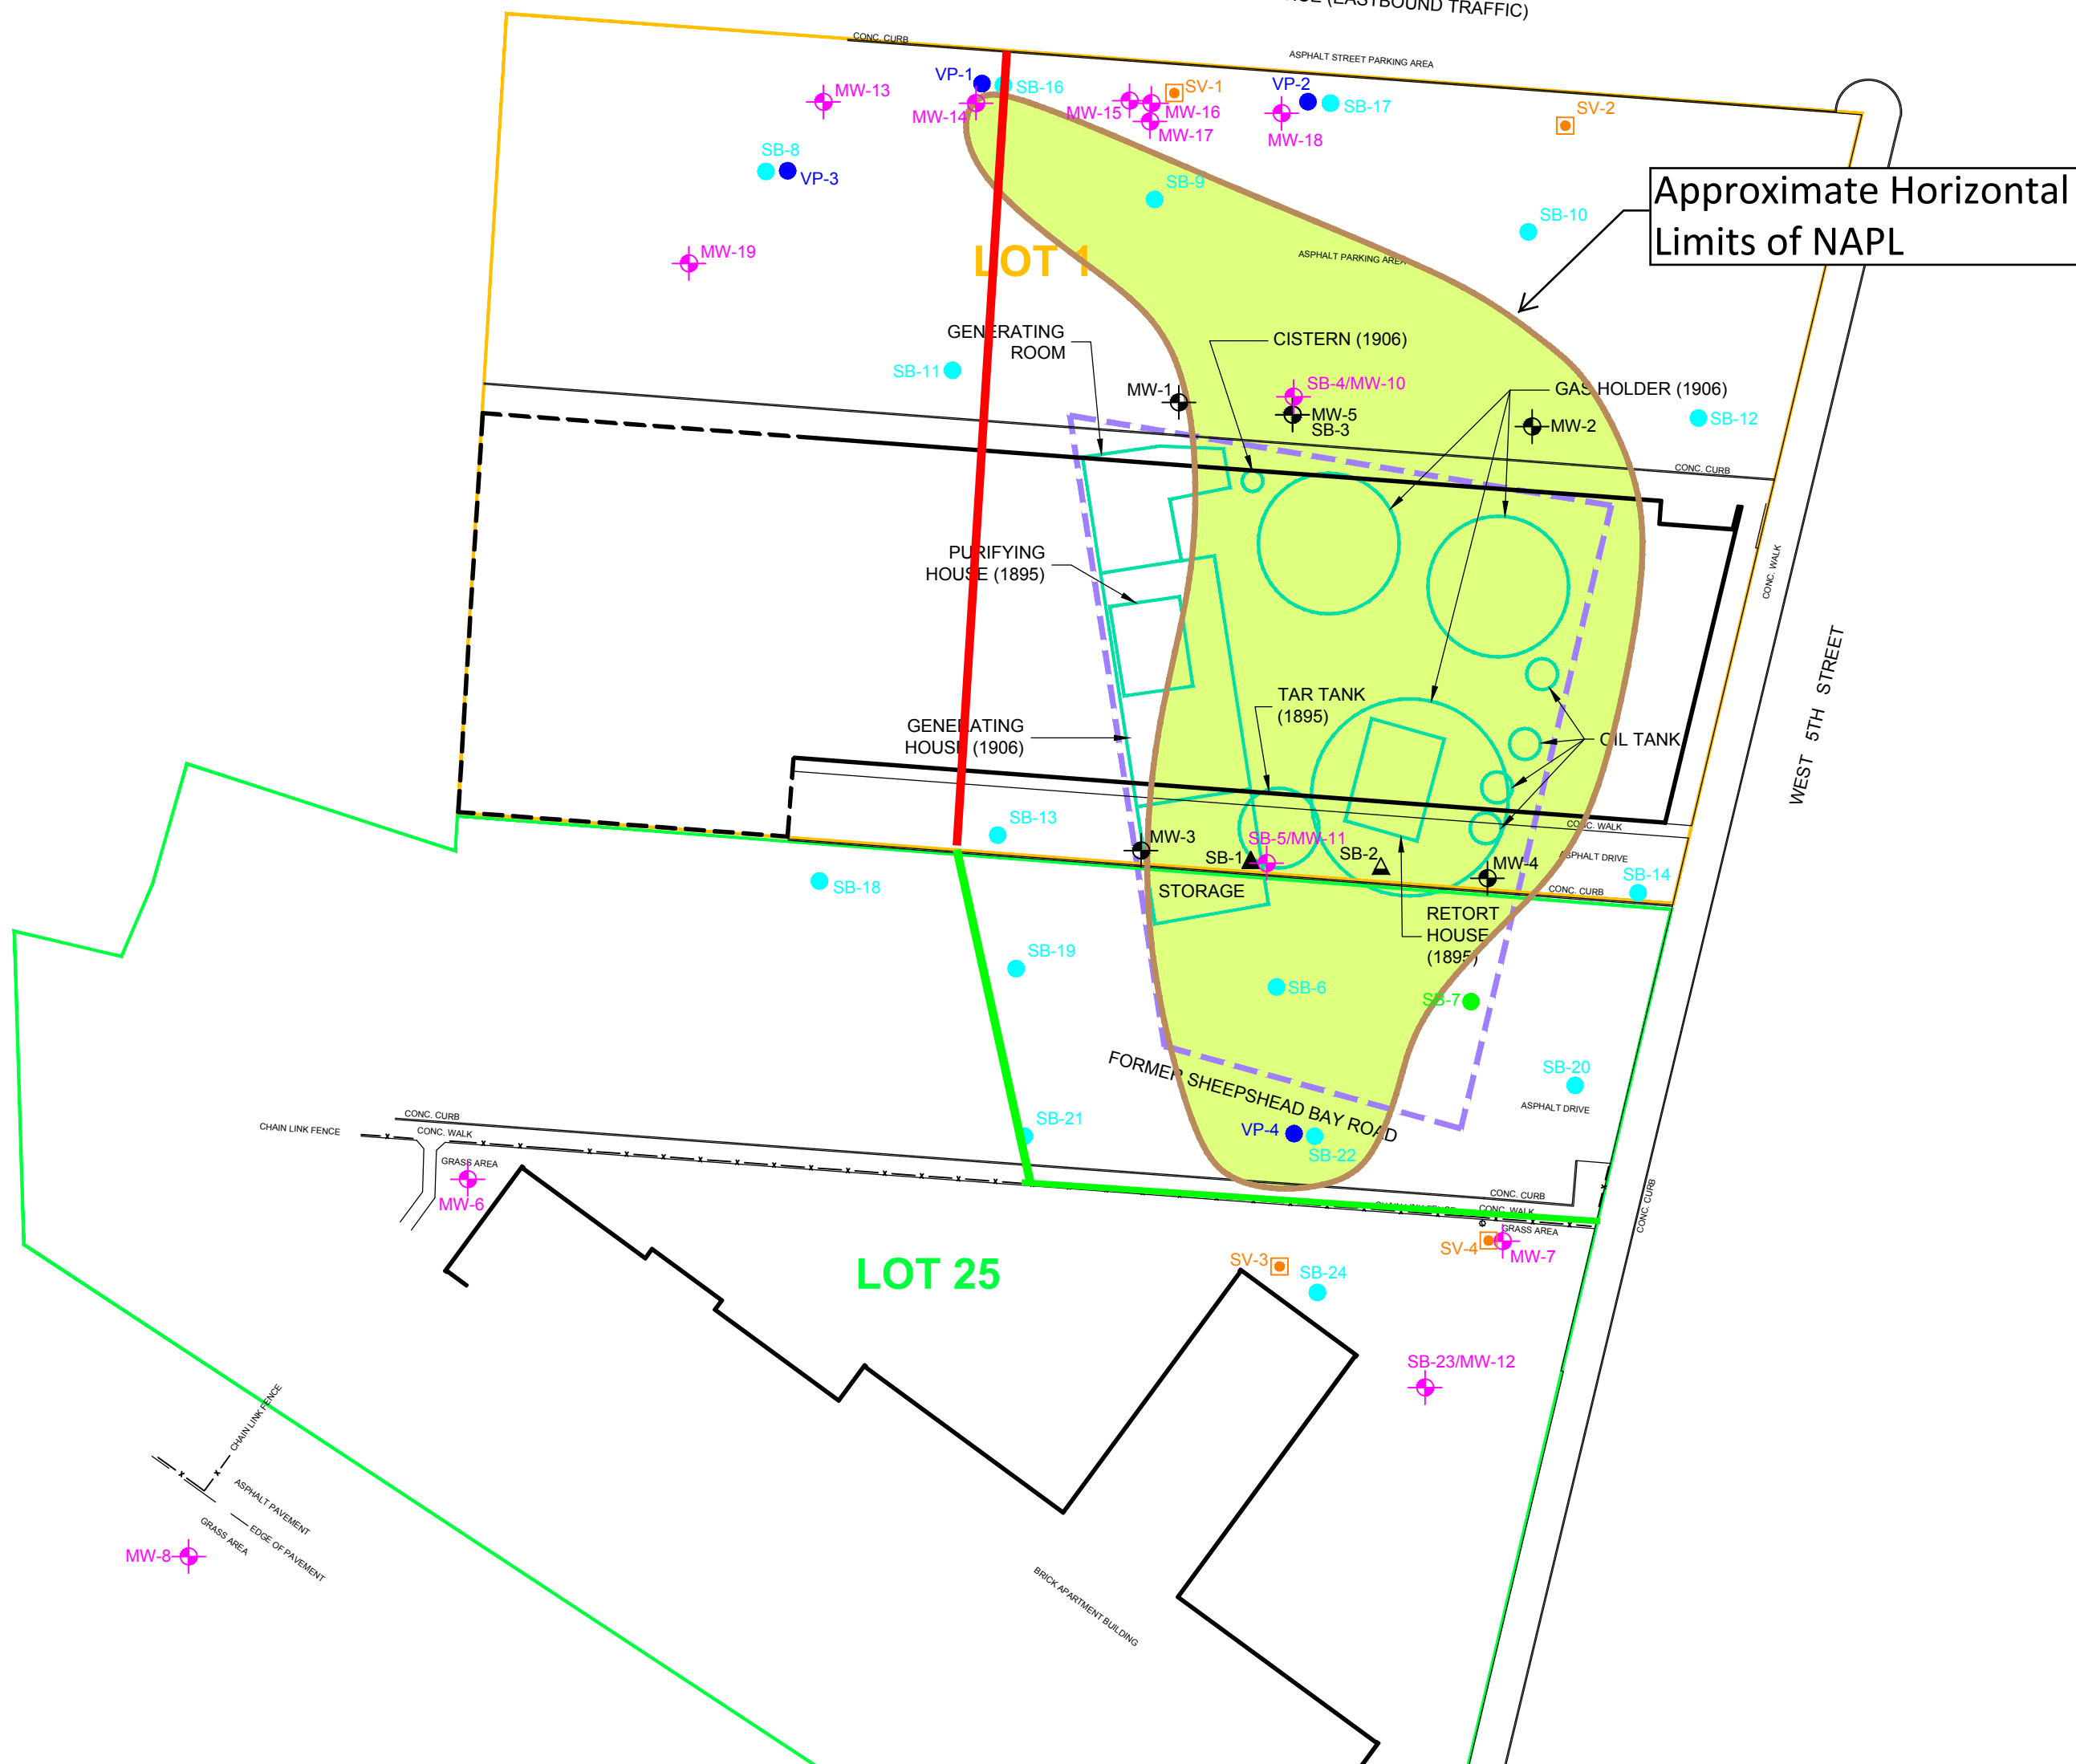 (EASTBOUND TRAFFIC)
CONC. CURB
ASPHALT STREET PARKING AREA
VP-1
SB-16
SV-1
VP-2
SB-17
SV-2
MW-13
MW-14
MW-15
MW-16
MW-17
MW-18
SB-8
VP-3
SB-9
SB-10
Approximate Horizontal
Limits of NAPL
MW-19
LOT 1
ASPHALT PARKING AREA
GENERATING
ROOM
CISTERN (1906)
SB-11
MW-1
SB-4/MW-10
MW-5
SB-3
GAS HOLDER (1906)
MW-2
SB-12
CONC. CURB
PURIFYING
HOUSE (1895)
CONC. WALK
WEST 5TH STREET
TAR TANK
(1895)
GENERATING
HOUSE (1906)
OIL TANK
SB-13
CONC. WALK
MW-3
SB-5/MW-11
SB-1
SB-2
MW-4
ASPHALT DRIVE
SB-14
CONC. CURB
SB-18
STORAGE
RETORT
HOUSE
(1895)
SB-19
SB-6
SB-7
FORMER SHEEPSHEAD BAY ROAD
SB-20
ASPHALT DRIVE
CONC. CURB
CHAIN LINK FENCE
CONC. WALK
SB-21
VP-4
SB-22
GRASS AREA
MW-6
CONC. CURB
CHAIN LINK FENCE
CONC. WALK
GRASS AREA
CONC. CURB
SV-4
MW-7
SV-3
SB-24
LOT 25
SB-23/MW-12
CHAIN LINK FENCE
ASPHALT PAVEMENT
EDGE OF PAVEMENT
GRASS AREA
MW-8
BRICK APARTMENT BUILDING